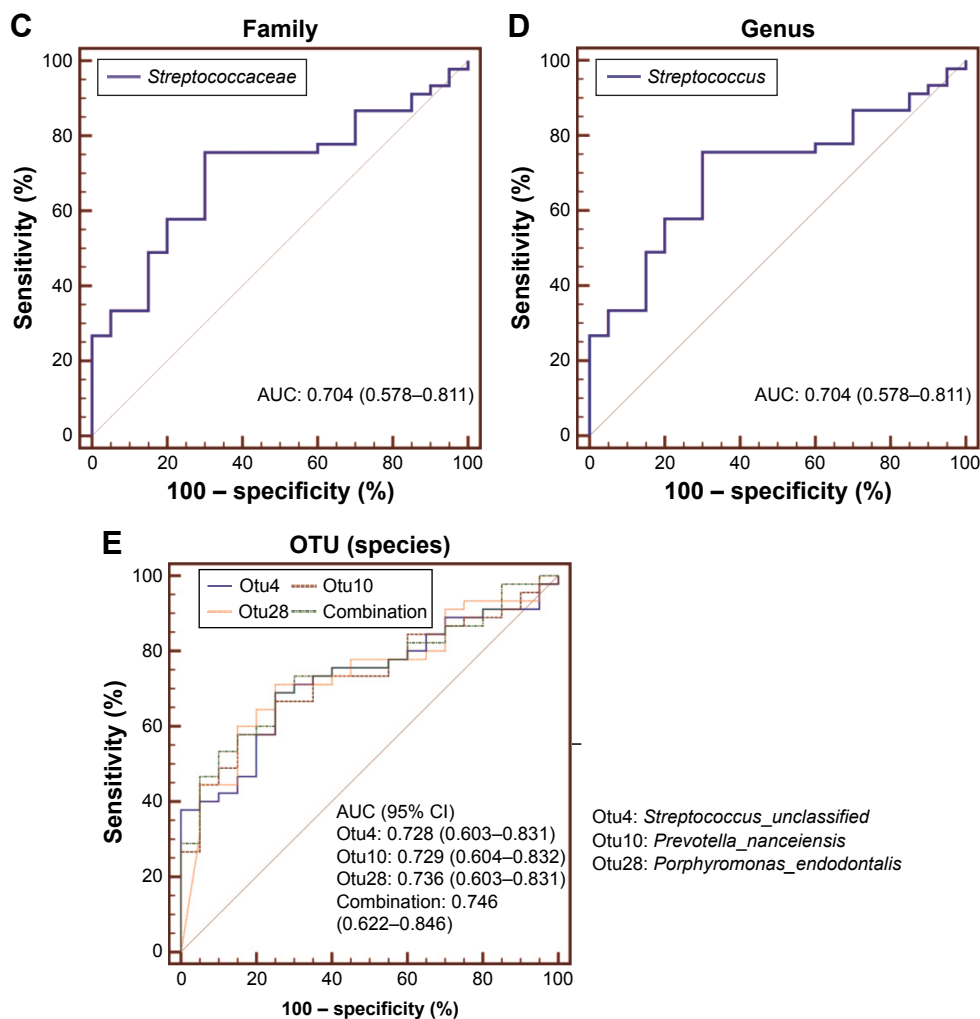 C
Family
Streptococcaceae
Sensitivity (%)
100
80
60
40
20
0
AUC: 0.704 (0.578–0.811)
0 20 40 60 80 100
100 – specificity (%)
D
Genus
Streptococcus
Sensitivity (%)
100
80
60
40
20
0
AUC: 0.704 (0.578–0.811)
0 20 40 60 80 100
100 – specificity (%)
E
OTU (species)
Otu4 Otu10
Otu28 Combination
Sensitivity (%)
100
80
60
40
20
0
AUC (95% CI)
Otu4: 0.728 (0.603–0.831)
Otu10: 0.729 (0.604–0.832)
Otu28: 0.736 (0.603–0.831)
Combination: 0.746
(0.622–0.846)
0 20 40 60 80 100
100 – specificity (%)
Otu4: Streptococcus_unclassified
Otu10: Prevotella_nanceiensis
Otu28: Porphyromonas_endodontalis